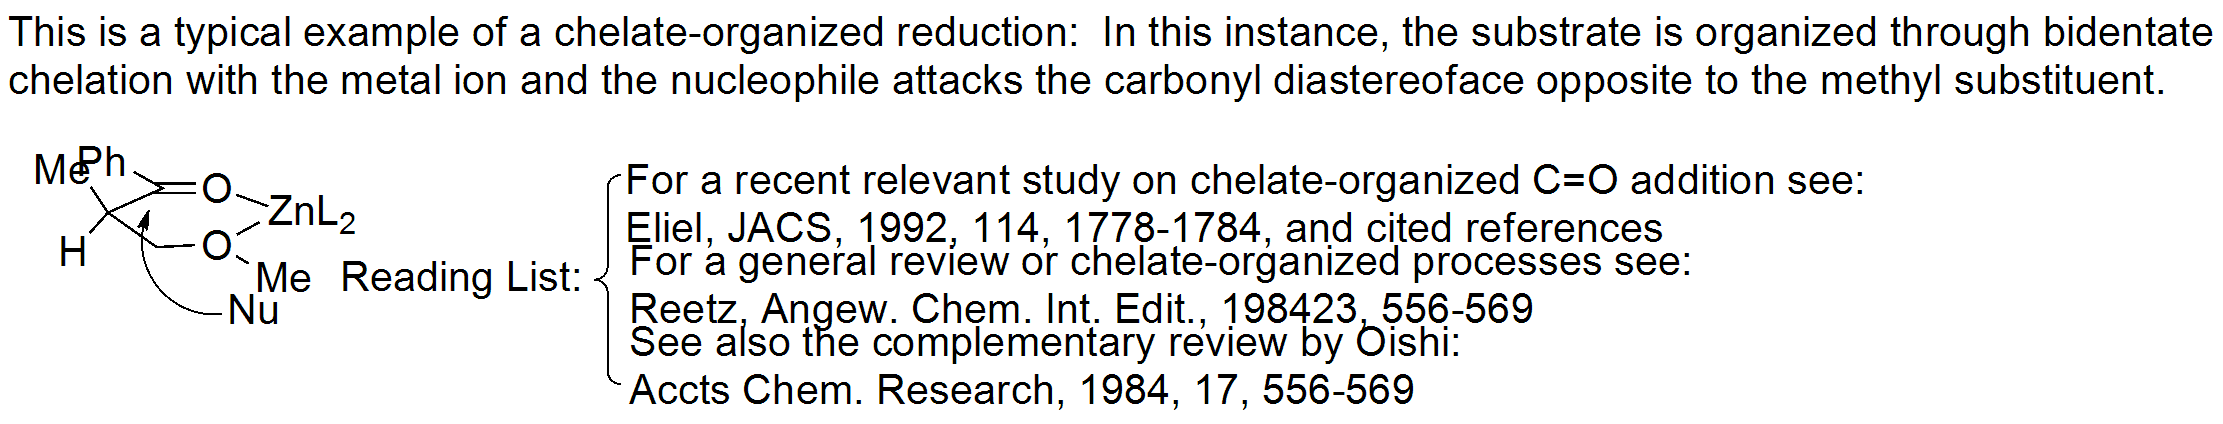 This is a typical example of a chelate-organized reduction: In this instance, the substrate is organized through bidentate
chelation with the metal ion and the nucleophile attacks the carbonyl diastereoface opposite to the methyl substituent.
Me Ph
O
ZnL2
H
O
Me
Nu
Reading List:
For a recent relevant study on chelate-organized C=O addition see:
Eliel, JACS, 1992, 114, 1778-1784, and cited references
For a general review or chelate-organized processes see:
Reetz, Angew. Chem. Int. Edit., 198423, 556-569
See also the complementary review by Oishi:
Accts Chem. Research, 1984, 17, 556-569